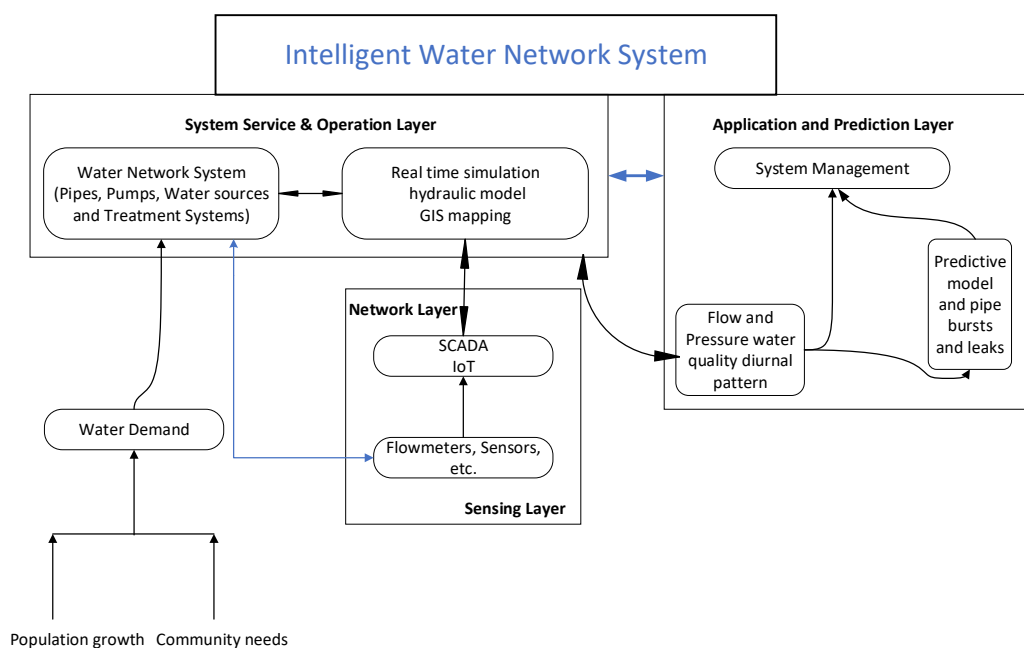 Intelligent Water Network System
System Service & Operation Layer
Water Network System
(Pipes, Pumps, Water sources
and Treatment Systems)
Real time simulation
hydraulic model
GIS mapping
Application and Prediction Layer
System Management
Predictive
model
and pipe
bursts
and leaks
Flow and
Pressure water
quality diurnal
pattern
Network Layer
SCADA
IoT
Flowmeters, Sensors,
etc.
Sensing Layer
Water Demand
Population growth
Community needs